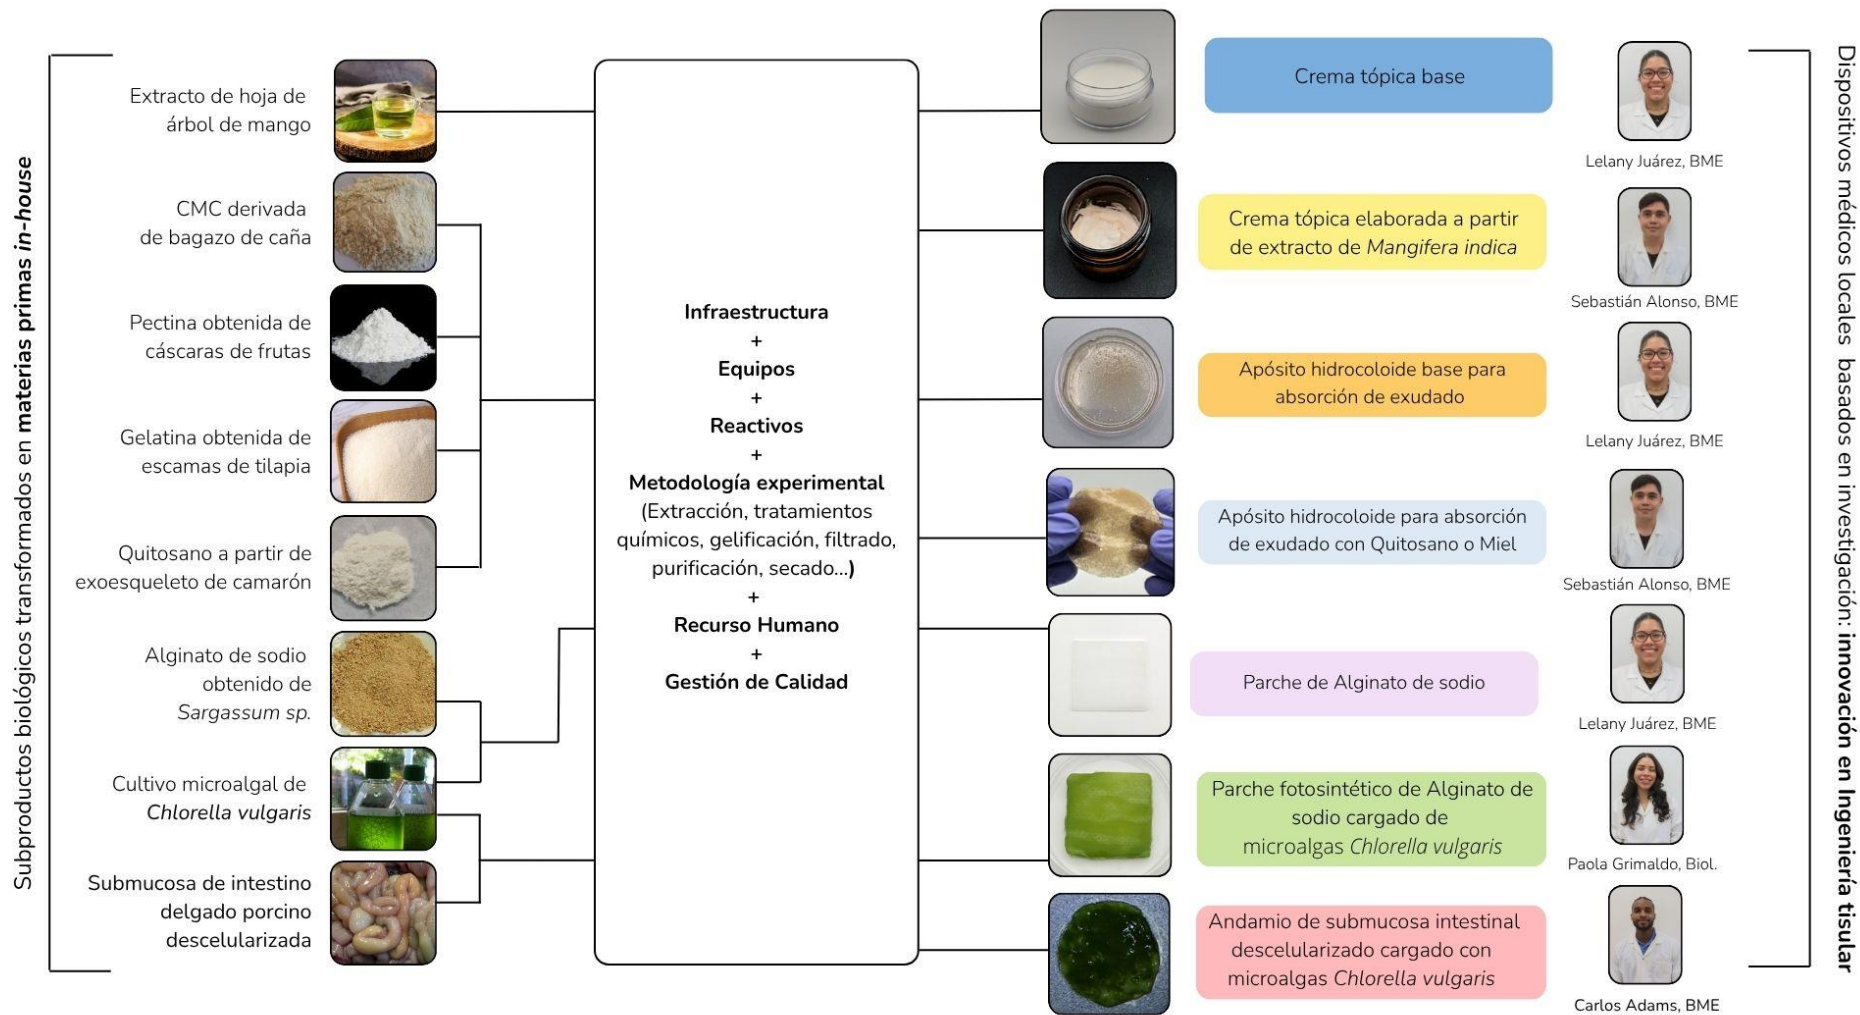 Subproductos biológicos transformados en materias primas in-house
Extracto de hoja de
árbol de mango
CMC derivada
de bagazo de caña
Pectina obtenida de
cáscaras de frutas
Gelatina obtenida de
escamas de tilapia
Quitosano a partir de
exoesqueleto de camarón
Alginato de sodio
obtenido de
Sargassum sp.
Cultivo microalgal de
Chlorella vulgaris
Submucosa de intestino
delgado porcino
descelularizada
Infraestructura
+
Equipos
+
Reactivos
+
Metodología experimental
(Extracción, tratamientos
químicos, gelificación, filtrado,
purificación, secado...)
+
Recurso Humano
+
Gestión de Calidad
Crema tópica base
Lelany Juárez, BME
Crema tópica elaborada a partir
de extracto de Mangifera indica
Sebastián Alonso, BME
Apósito hidrocoloide base para
absorción de exudado
Lelany Juárez, BME
Apósito hidrocoloide para absorción
de exudado con Quitosano o Miel
Sebastián Alonso, BME
Parche de Alginato de sodio
Lelany Juárez, BME
Parche fotosintético de Alginato de
sodio cargado de
microalgas Chlorella vulgaris
Paola Grimaldo, Biol.
Andamio de submucosa intestinal
descelularizado cargado con
microalgas Chlorella vulgaris
Carlos Adams, BME
Dispositivos médicos locales basados en investigación: innovación en Ingeniería tisular